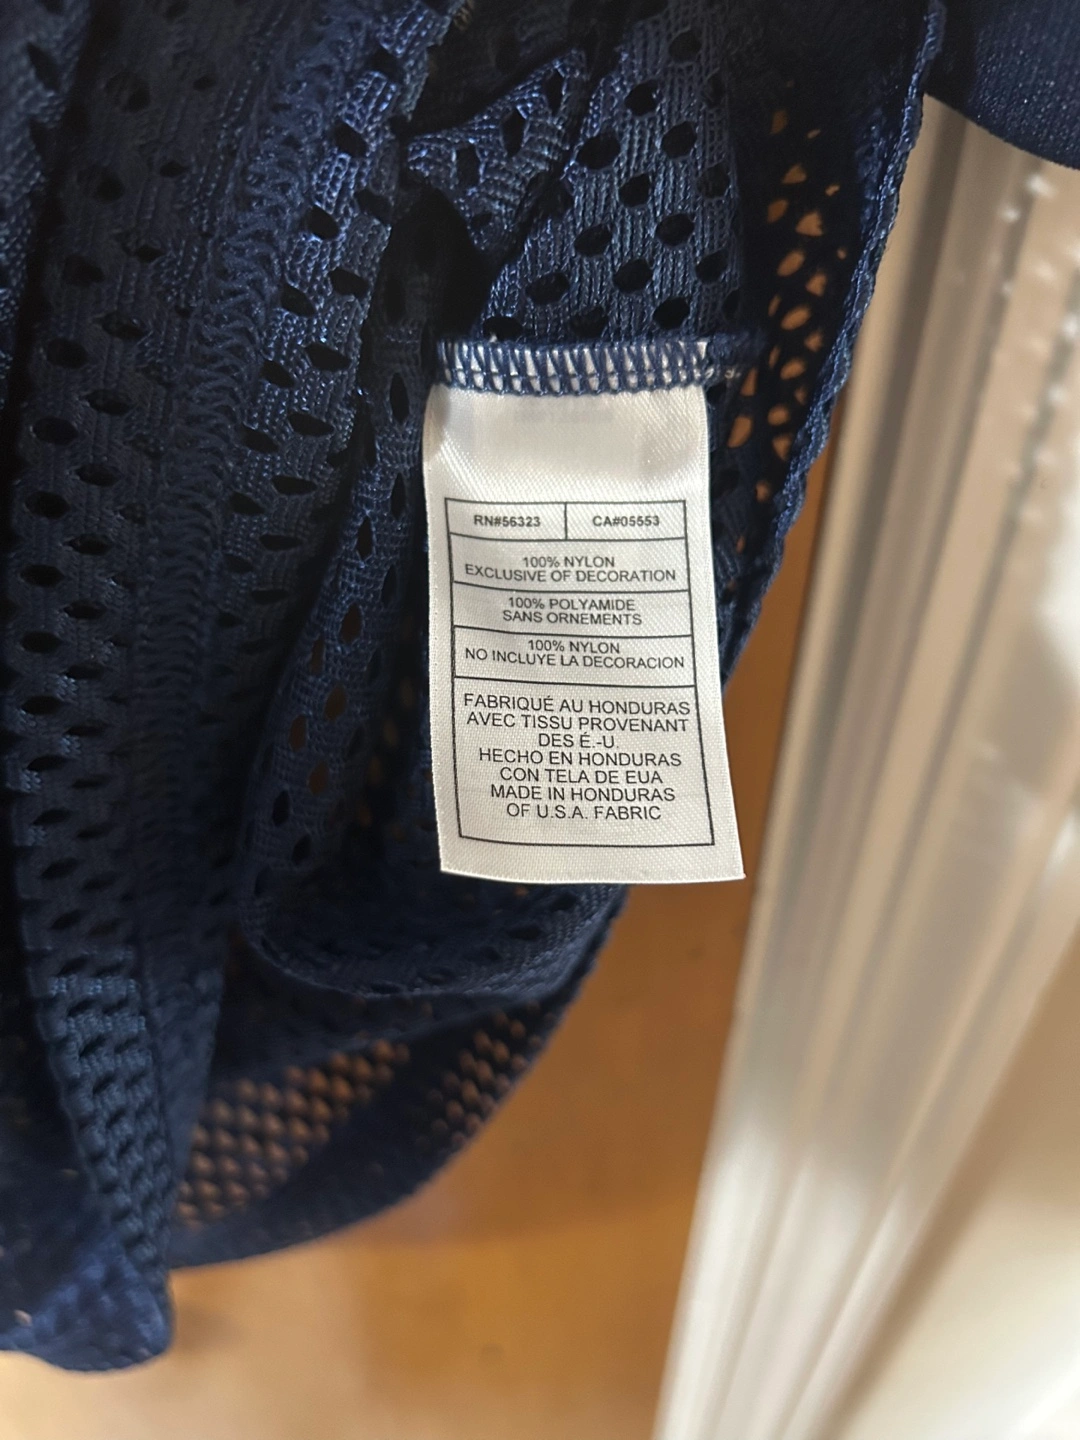 RN#56323 CA#05553
100% NYLON
EXCLUSIVE OF DECORATION
100% POLYAMIDE
SANS ORNEMENTS
100% NYLON
NO INCLUYE LA DECORACION
FABRIQUÉ AU HONDURAS
AVEC TISSU PROVENANT
DES É.-U.
HECHO EN HONDURAS
CON TELA DE EUA
MADE IN HONDURAS
OF U.S.A. FABRIC